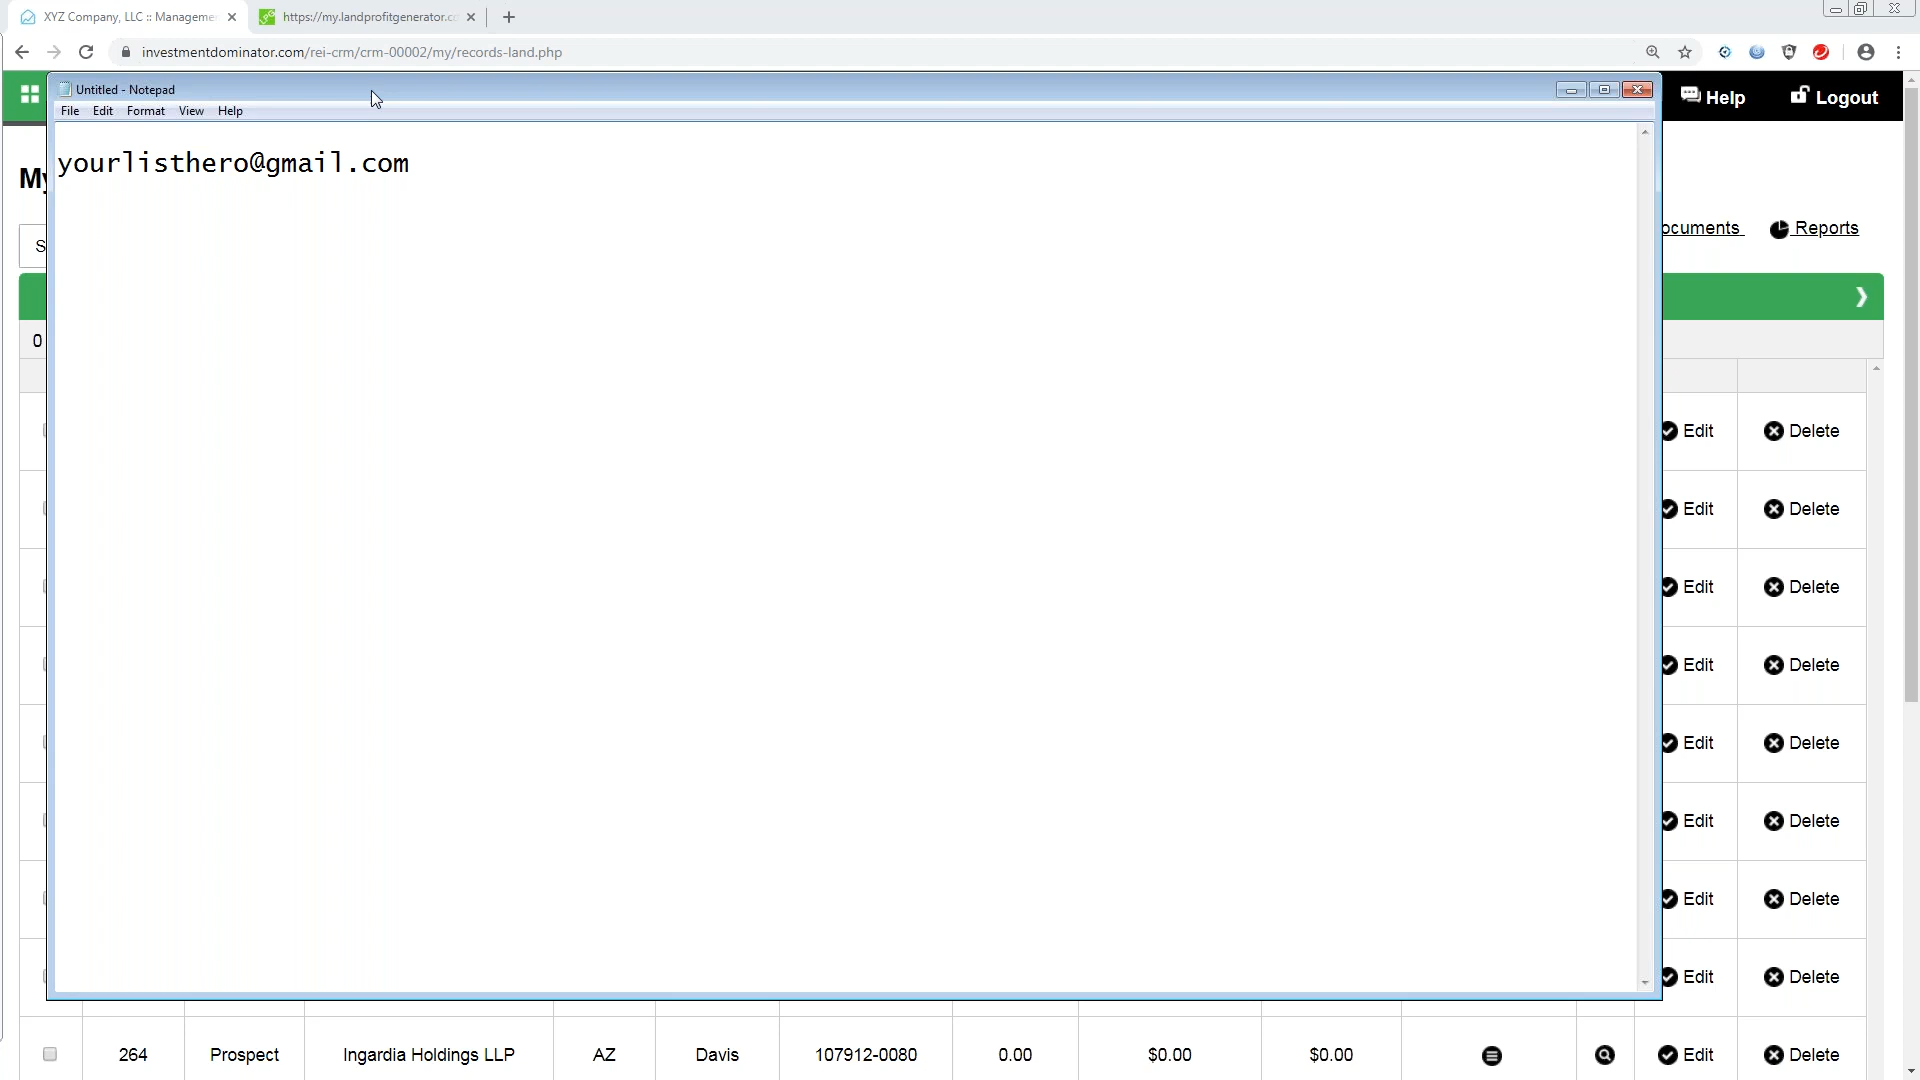 XYZ Company, LLC :: Manageme
https://my.landprofitgenerator.co
investmentdominator.com/rei-crm/crm-00002/my/records-land.php
Untitled - Notepad
File Edit Format View Help
yourlisthero@gmail.com
Help
Logout
My
S
ocuments
Reports
0
Edit Delete
Edit Delete
Edit Delete
Edit Delete
Edit Delete
Edit Delete
Edit Delete
Edit Delete
264 Prospect Ingardia Holdings LLP AZ Davis 107912-0080 0.00 $0.00 $0.00 Edit Delete